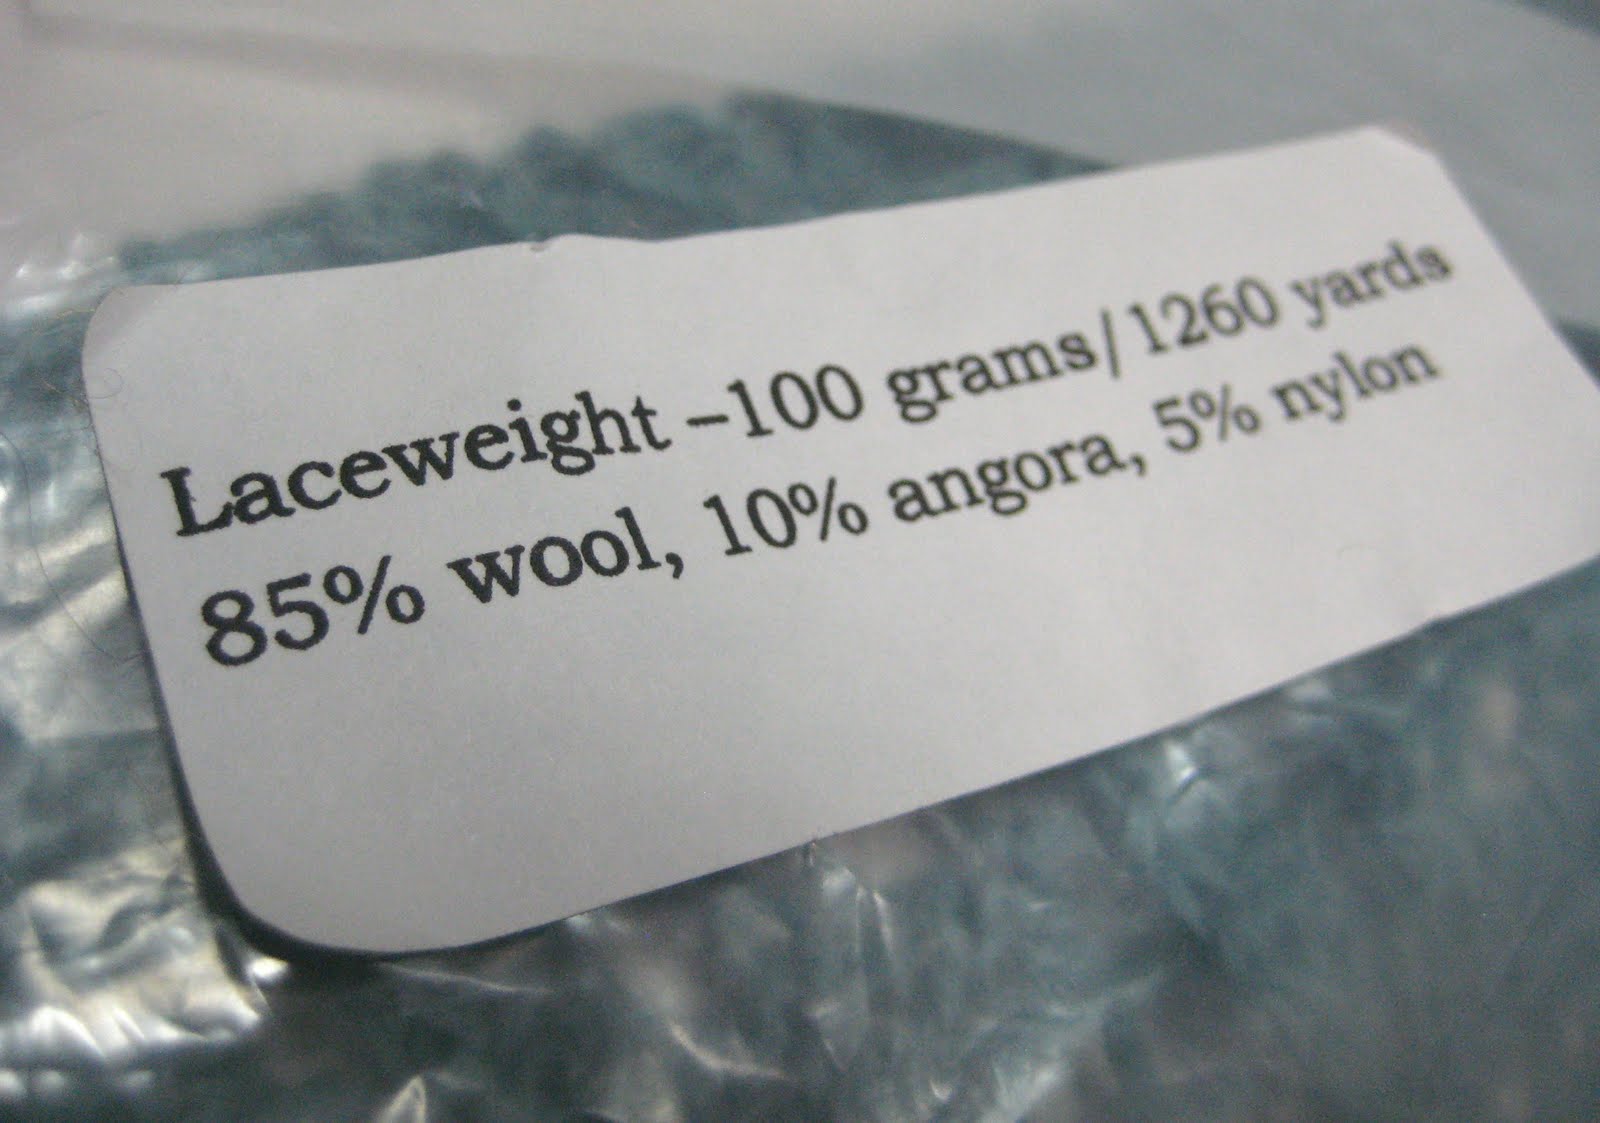 Laceweight –100 grams/1260 yards
85% wool, 10% angora, 5% nylon